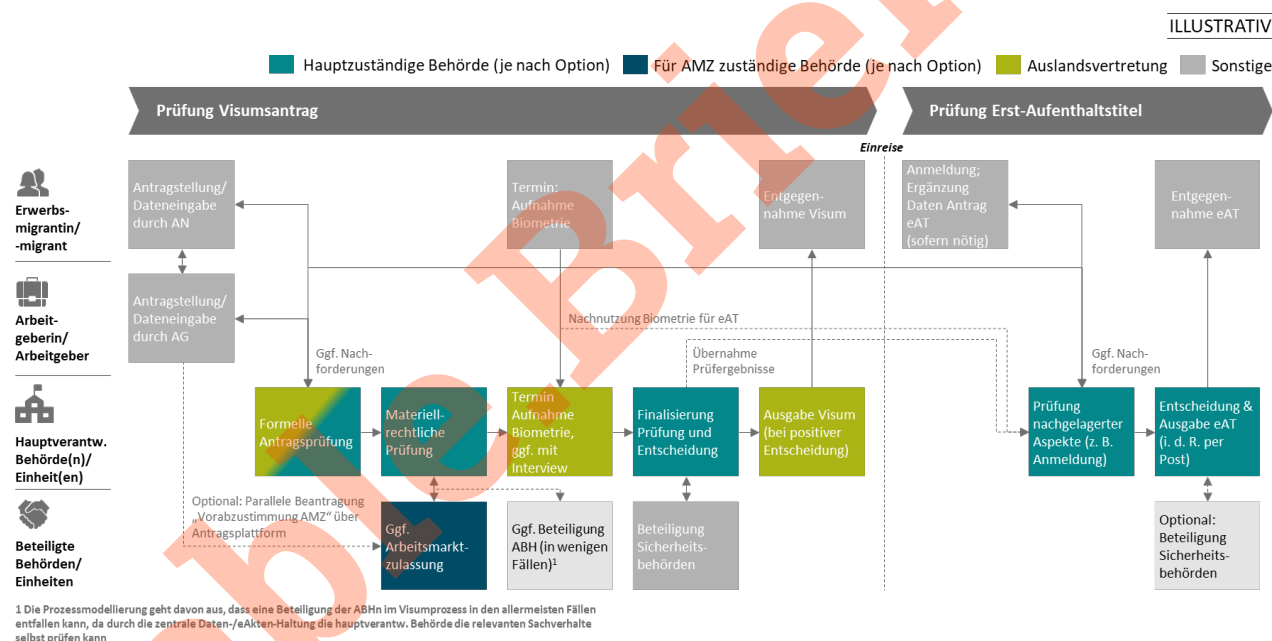 ILLUSTRATIV
Hauptzuständige Behörde (je nach Option)
Für AMZ zuständige Behörde (je nach Option)
Auslandsvertretung
Sonstige
Prüfung Visumsantrag
Prüfung Erst-Aufenthaltstitel
Einreise
Erwerbs-
migrantin/
-migrant
Antragstellung/
Dateneingabe
durch AN
Termin:
Aufnahme
Biometrie
Entgegen-
nahme Visum
Anmeldung;
Ergänzung
Daten Antrag
eAT
(sofern nötig)
Entgegen-
nahme eAT
Arbeit-
geberin/
Arbeitgeber
Antragstellung/
Dateneingabe
durch AG
Nachnutzung Biometrie für eAT
Ggf. Nach-
forderungen
Übernahme
Prüfergebnisse
Ggf. Nach-
forderungen
Hauptverantw.
Behörde(n)/
Einheit(en)
Formelle
Antragsprüfung
Materiell-
rechtliche
Prüfung
Termin
Aufnahme
Biometrie,
ggf. mit
Interview
Finalisierung
Prüfung und
Entscheidung
Ausgabe Visum
(bei positiver
Entscheidung)
Prüfung
nachgelagerter
Aspekte (z. B.
Anmeldung)
Entscheidung &
Ausgabe eAT
(i. d. R. per
Post)
Optional: Parallele Beantragung
„Vorabzustimmung AMZ" über
Antragsplattform
Beteiligte
Behörden/
Einheiten
Ggf.
Arbeitsmarkt-
zulassung
Ggf. Beteiligung
ABH (in wenigen
Fällen)¹
Beteiligung
Sicherheits-
behörden
Optional:
Beteiligung
Sicherheits-
behörden
1 Die Prozessmodellierung geht davon aus, dass eine Beteiligung der ABHn im Visumprozess in den allermeisten Fällen
entfallen kann, da durch die zentrale Daten-/eAkten-Haltung die hauptverantw. Behörde die relevanten Sachverhalte
selbst prüfen kann
ble.Brie